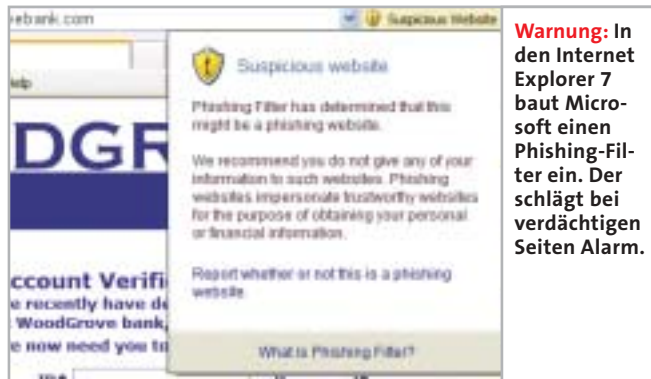 ebank.com
Suspicious Website
elp
DGR
ccount Verifi
e recently have de
WoodGrove bank,
e now need you to
Suspicious website
Phishing Filter has determined that this
might be a phishing website.
We recommend you do not give any of your
information to such websites. Phishing
websites impersonate trustworthy websites
for the purpose of obtaining your personal
or financial information.
Report whether or not this is a phishing
website.
What is Phishing Filter?
Warnung: In
den Internet
Explorer 7
baut Micro-
soft einen
Phishing-Fil-
ter ein. Der
schlägt bei
verdächtigen
Seiten Alarm.